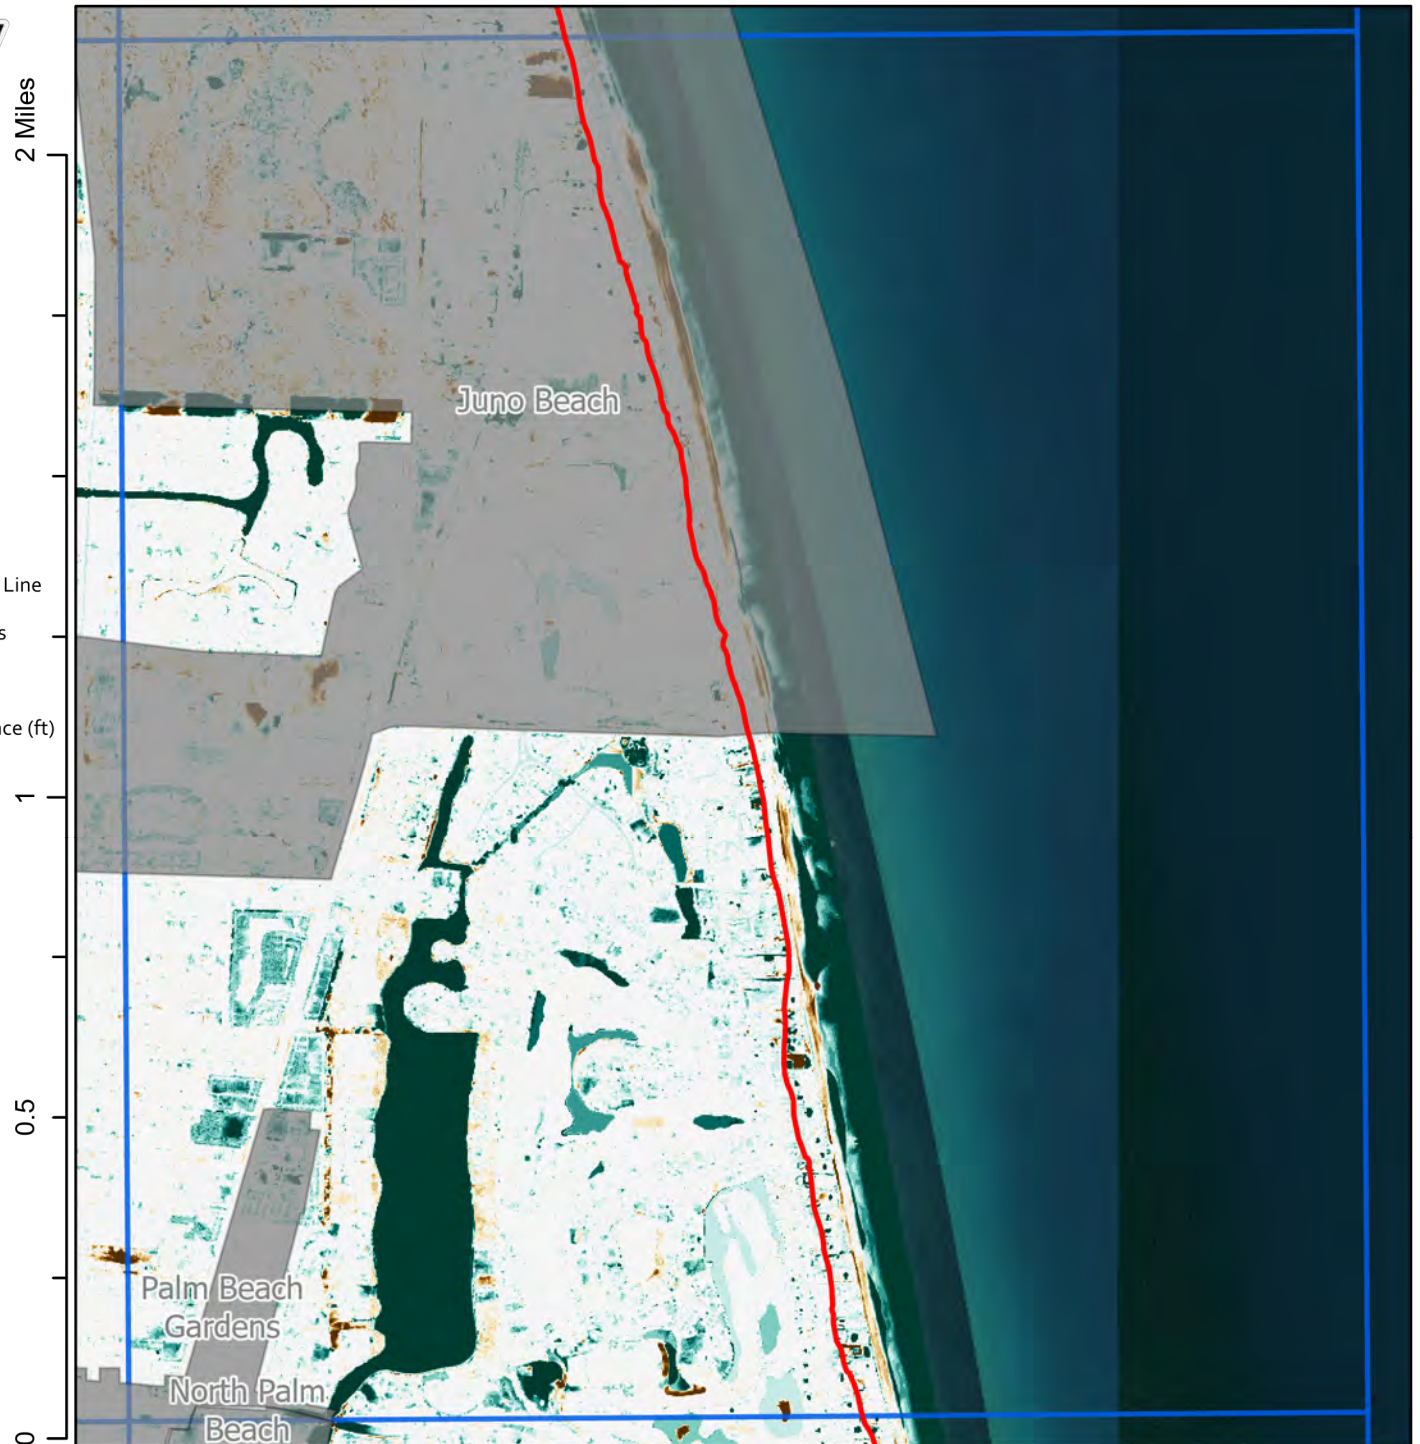 2 Miles
Juno Beach
Line
s
ce (ft)
1
0.5
Palm Beach
Gardens
North Palm
Beach
0